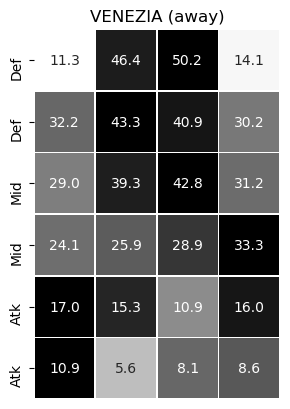 VENEZIA (away)
Def 11.3 46.4 50.2 14.1
Def 32.2 43.3 40.9 30.2
Mid 29.0 39.3 42.8 31.2
Mid 24.1 25.9 28.9 33.3
Atk 17.0 15.3 10.9 16.0
Atk 10.9 5.6 8.1 8.6